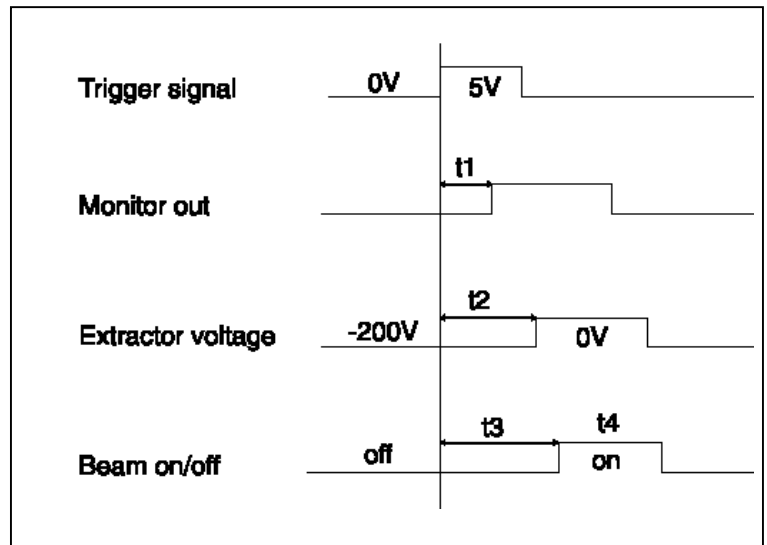 Trigger signal 0V 5V
t1
Monitor out
t2
Extractor voltage -200V 0V
t3 t4
Beam on/off off on